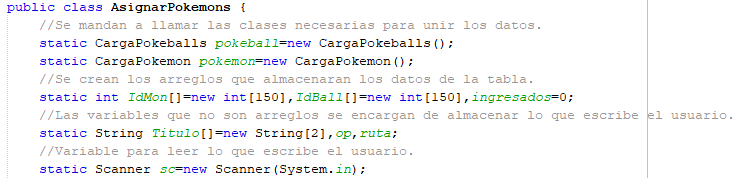 public class AsignarPokemons {
//Se mandan a llamar las clases necesarias para unir los datos.
static CargaPokeballs pokeball=new CargaPokeballs();
static CargaPokemon pokemon=new CargaPokemon();
//Se crean los arreglos que almacenaran los datos de la tabla.
static int IdMon[]=new int[150],IdBall[]=new int[150],ingresados=0;
//Las variables que no son arreglos se encargan de almacenar lo que escribe el usuario.
static String Titulo[]=new String[2],op,ruta;
//Variable para leer lo que escribe el usuario.
static Scanner sc=new Scanner(System.in);